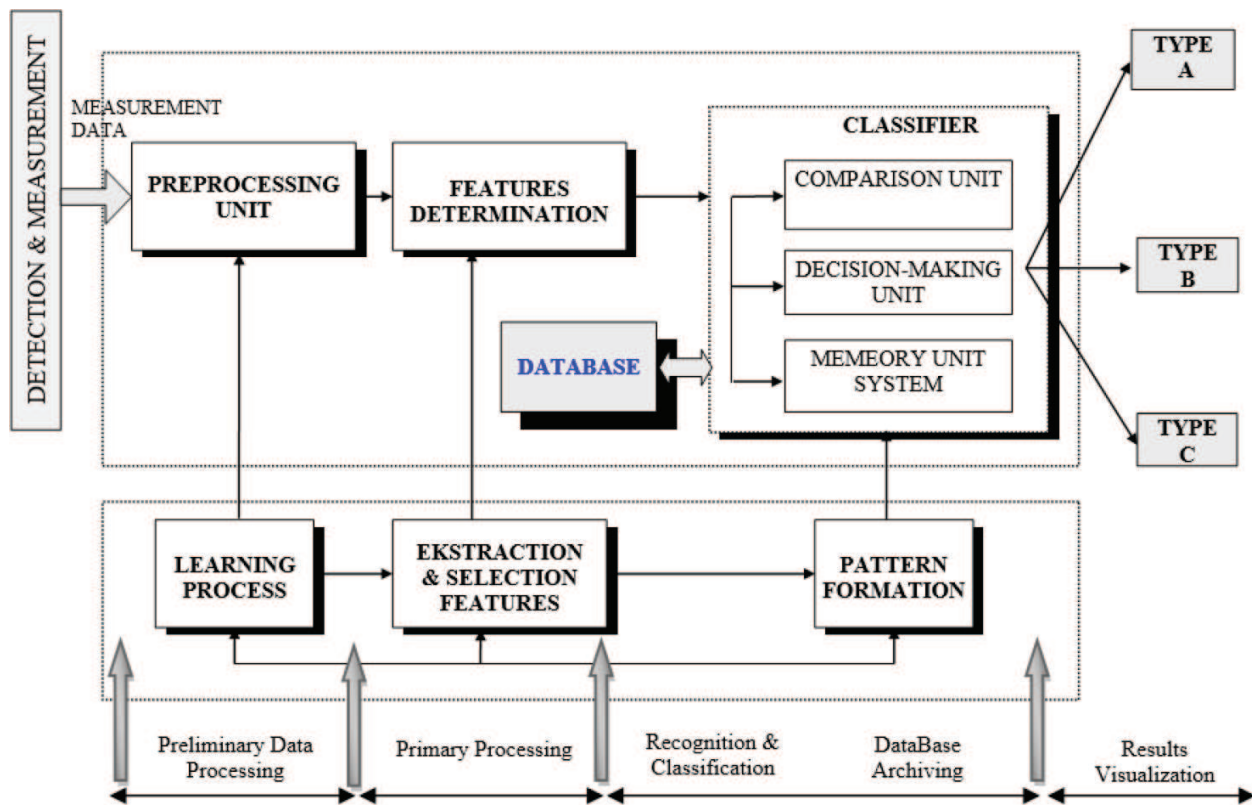 DETECTION & MEASUREMENT
MEASUREMENT
DATA
PREPROCESSING
UNIT
FEATURES
DETERMINATION
CLASSIFIER
COMPARISON UNIT
DECISION-MAKING
UNIT
MEMEORY UNIT
SYSTEM
DATABASE
TYPE
A
TYPE
B
TYPE
C
LEARNING
PROCESS
EKSTRACTION
& SELECTION
FEATURES
PATTERN
FORMATION
Preliminary Data
Processing
Primary Processing
Recognition &
Classification
DataBase
Archiving
Results
Visualization